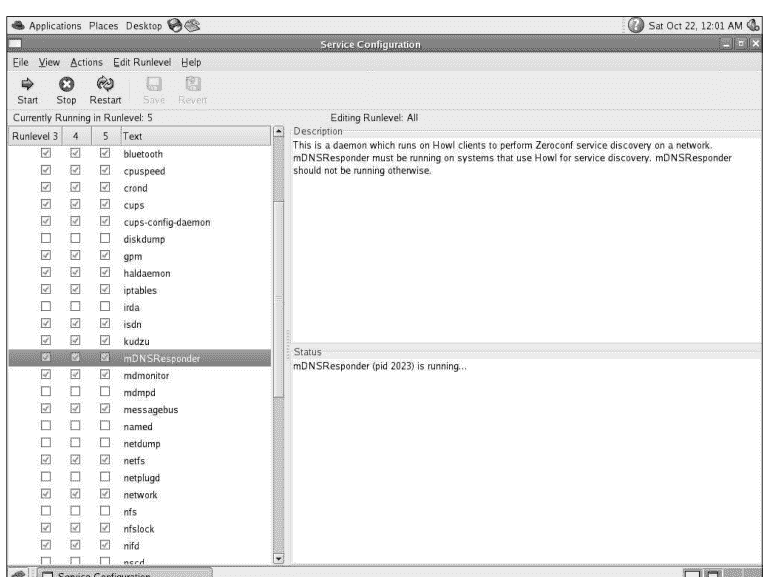 Applications Places Desktop Sat Oct 22, 12:01 AM
Service Configuration
File View Actions Edit Runlevel Help
Start Stop Restart Save Revert
Currently Running in Runlevel: 5 Editing Runlevel: All
Runlevel 3 4 5 Text
bluetooth
cpuspeed
crond
cups
cups-config-daemon
diskdump
gpm
haldaemon
iptables
irda
isdn
kudzu
mDNSResponder
mdmonitor
mdmpd
messagebus
named
netdump
netfs
netplugd
network
nfs
nfslock
nifd
nscd
Description
This is a daemon which runs on Howl clients to perform Zeroconf service discovery on a network.
mDNSResponder must be running on systems that use Howl for service discovery. mDNSResponder
should not be running otherwise.
Status
mDNSResponder (pid 2023) is running...
Service Configuration